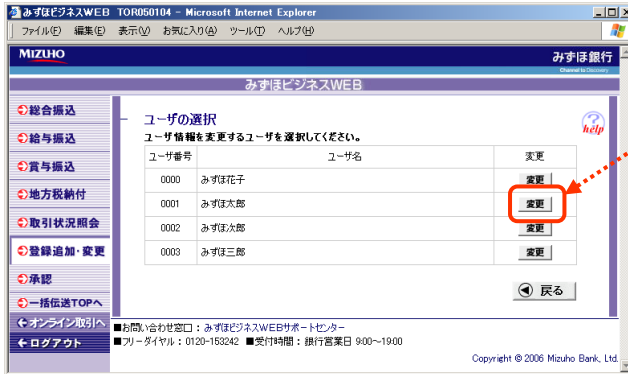 みずほビジネスWEB TOR050104 - Microsoft Internet Explorer
ファイル(F) 編集(E) 表示(V) お気に入り(A) ツール(T) ヘルプ(H)
MIZUHO みずほ銀行
Channel to Discovery
みずほビジネスWEB
総合振込
給与振込
賞与振込
地方税納付
取引状況照会
登録追加・変更
承認
一括伝送TOPへ
オンライン取引へ
ログアウト
ユーザの選択
help
ユーザ情報を変更するユーザを選択してください。
ユーザ番号 ユーザ名 変更
0000 みずほ花子 変更
0001 みずほ太郎 変更
0002 みずほ次郎 変更
0003 みずほ三郎 変更
戻る
■お問い合わせ窓口：みずほビジネスWEBサポートセンター
■フリーダイヤル：0120-153242 ■受付時間：銀行営業日 9:00～19:00
Copyright © 2006 Mizuho Bank, Ltd.